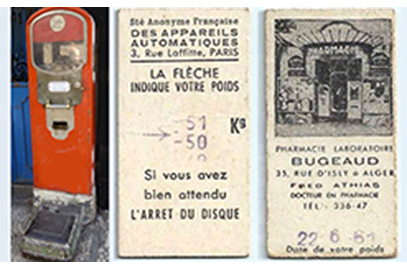 Sté Anonyme Française
DES APPAREILS
AUTOMATIQUES
3, Rue Laffitte, PARIS
LA FLÈCHE
INDIQUE VOTRE POIDS
51
-50
Kg
Si vous avez
bien attendu
L'ARRET DU DISQUE
PHARMACIE
PHARMACIE LABORATOIRE
BUGEAUD
35, RUE D'ISLY à ALGER
FRED ATHIAS
DOCTEUR EN PHARMACIE
TÉL: 336-47
22 6 61
Date de votre poids